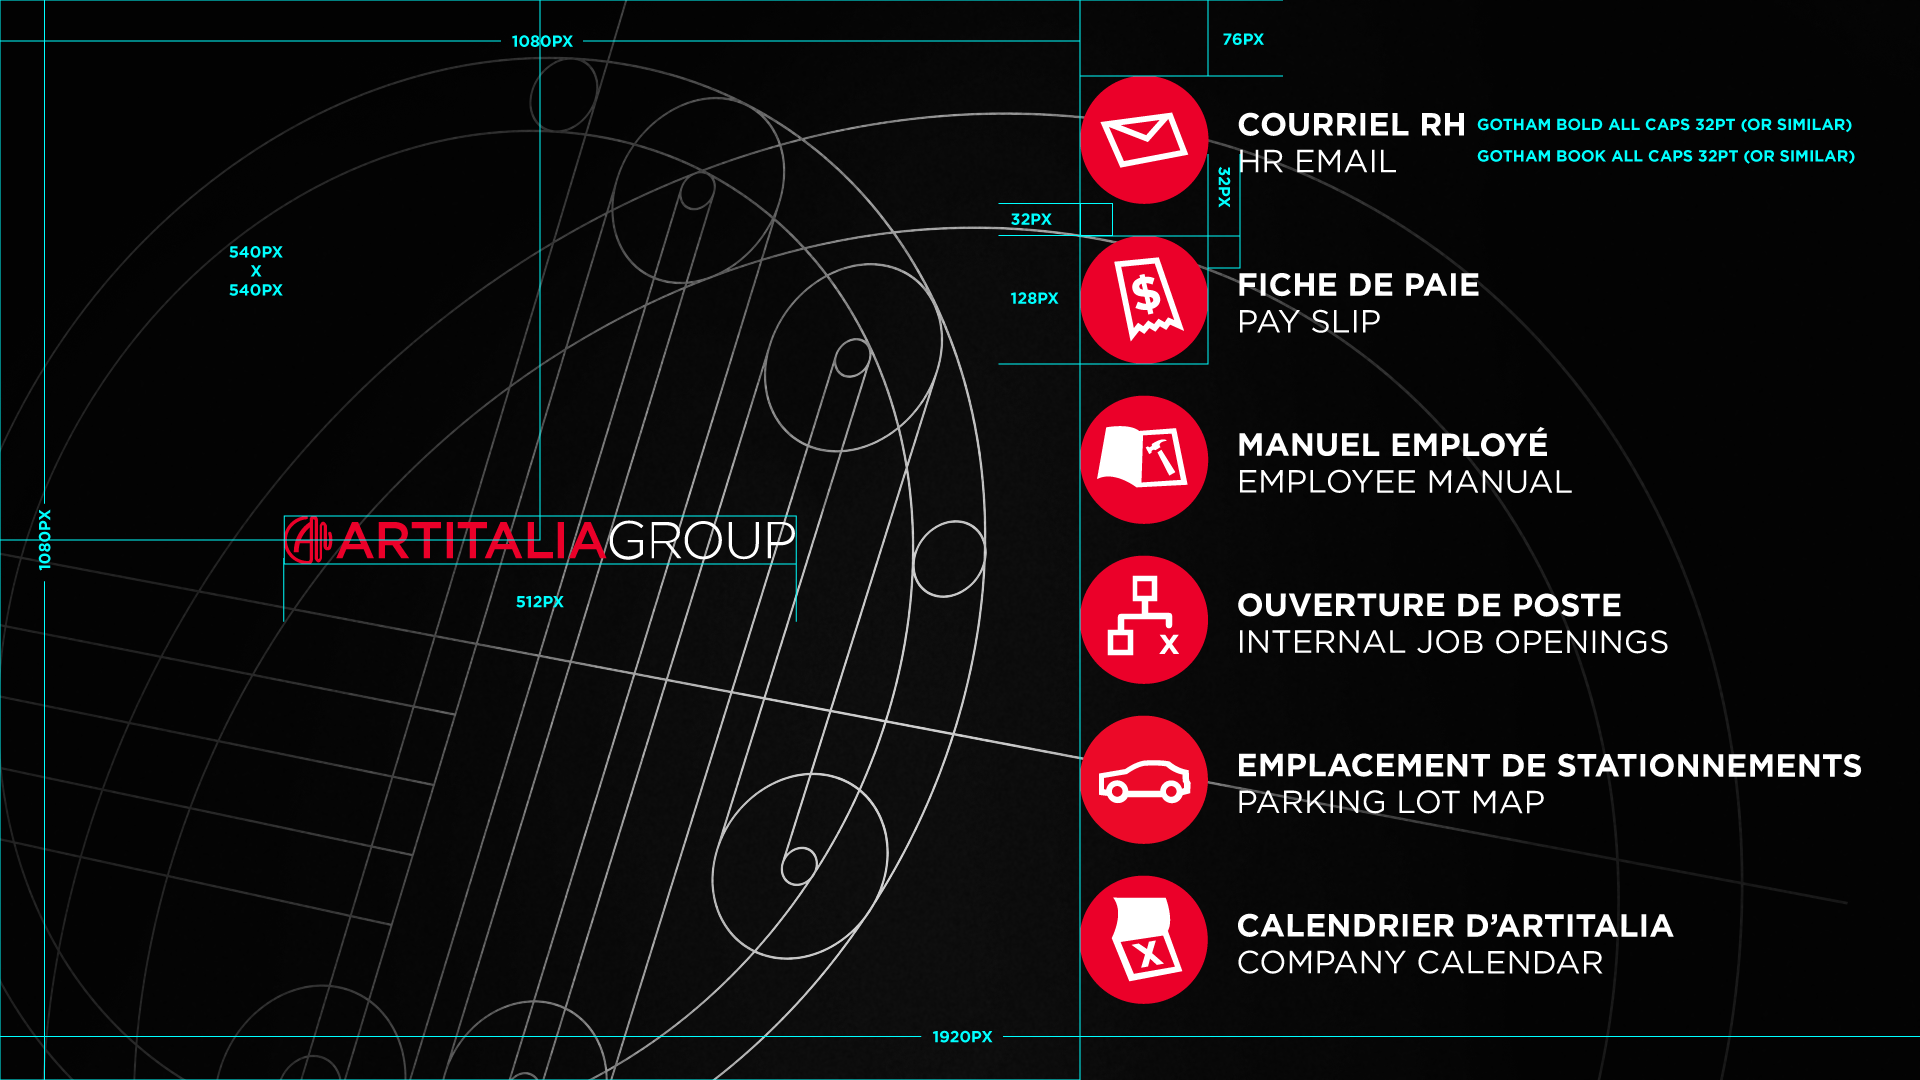 1080PX
76PX
COURRIEL RH
GOTHAM BOLD ALL CAPS 32PT (OR SIMILAR)
HR EMAIL
GOTHAM BOOK ALL CAPS 32PT (OR SIMILAR)
32PX
32PX
540PX
X
540PX
128PX
$
FICHE DE PAIE
PAY SLIP
MANUEL EMPLOYÉ
EMPLOYEE MANUAL
1080PX
ARTITALIAGROUP
512PX
OUVERTURE DE POSTE
INTERNAL JOB OPENINGS
X
EMPLACEMENT DE STATIONNEMENTS
PARKING LOT MAP
CALENDRIER D’ARTITALIA
COMPANY CALENDAR
X
1920PX